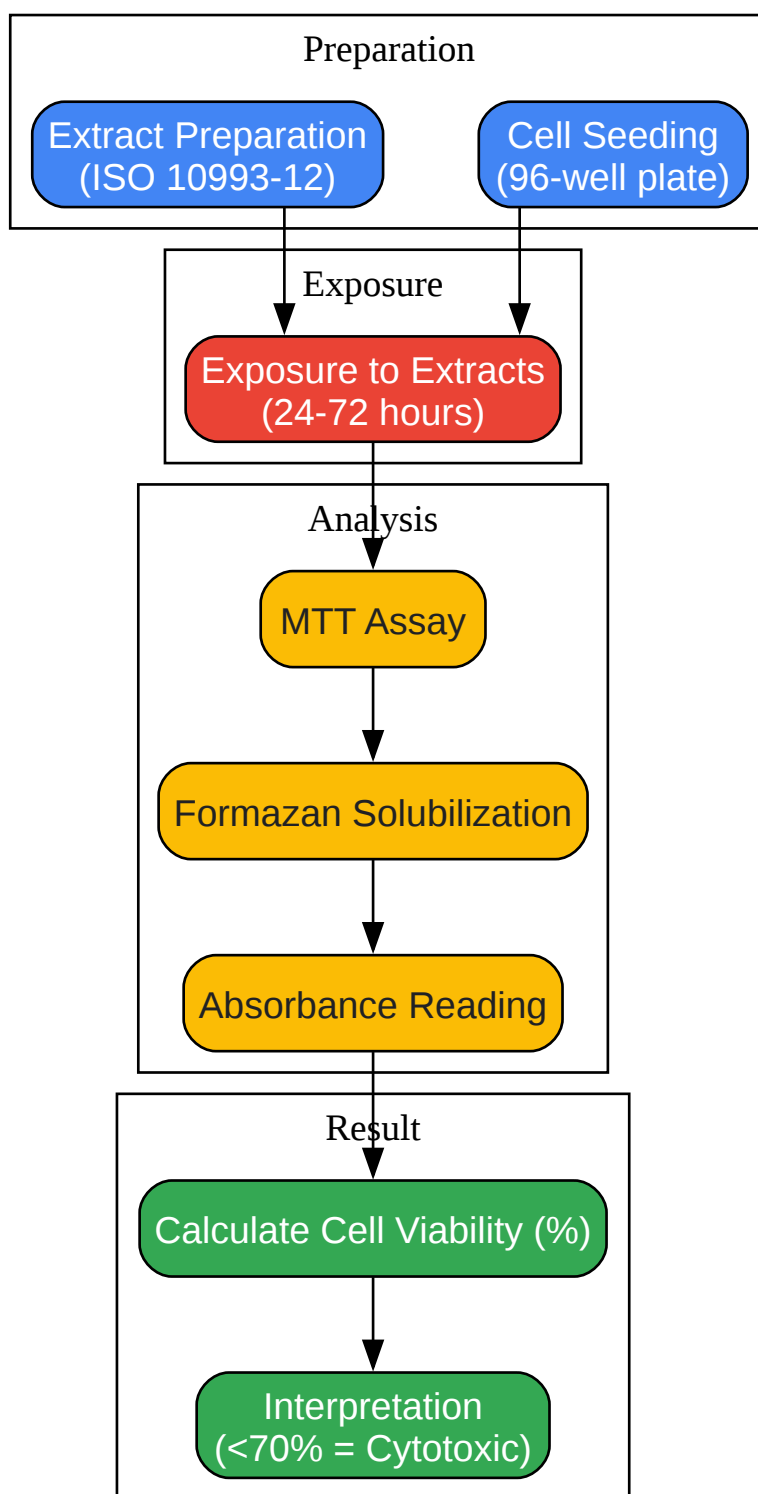 Preparation
Extract Preparation
(ISO 10993-12)
Cell Seeding
(96-well plate)
Exposure
Exposure to Extracts
(24-72 hours)
Analysis
MTT Assay
Formazan Solubilization
Absorbance Reading
Result
Calculate Cell Viability (%)
Interpretation
(<70% = Cytotoxic)